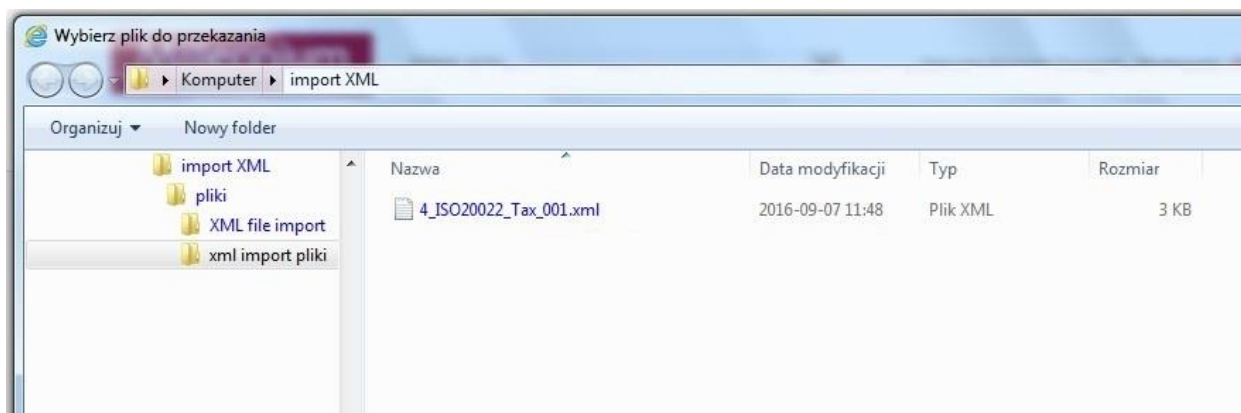 Wybierz plik do przekazania
Komputer import XML
Organizuj Nowy folder
import XML
pliki
XML file import
xml import pliki
Nazwa Data modyfikacji Typ Rozmiar
4_ISO20022_Tax_001.xml 2016-09-07 11:48 Plik XML 3 KB